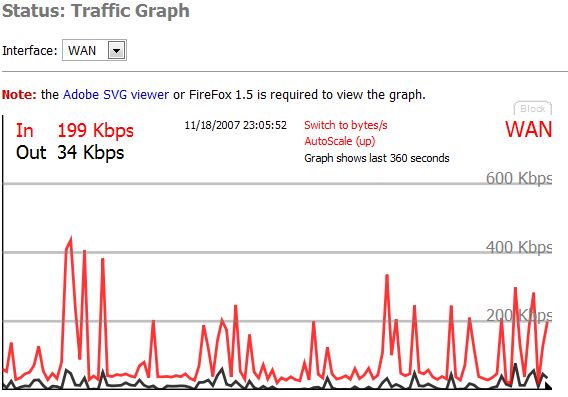 Status: Traffic Graph
Interface: WAN
Note: the Adobe SVG viewer or FireFox 1.5 is required to view the graph.
Block
In 199 Kbps 11/18/2007 23:05:52 Switch to bytes/s WAN
Out 34 Kbps AutoScale (up)
Graph shows last 360 seconds
600 Kbps
400 Kbps
200 Kbps